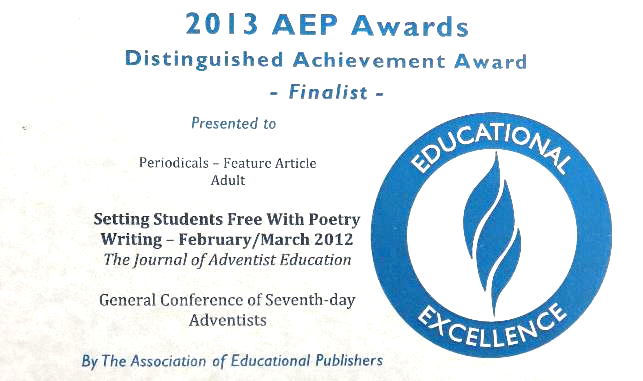 2013 AEP Awards
Distinguished Achievement Award
- Finalist -
Presented to
Periodicals – Feature Article
Adult
Setting Students Free With Poetry
Writing – February/March 2012
The Journal of Adventist Education
General Conference of Seventh-day
Adventists
By The Association of Educational Publishers
EDUCATIONAL
EXCELLENCE